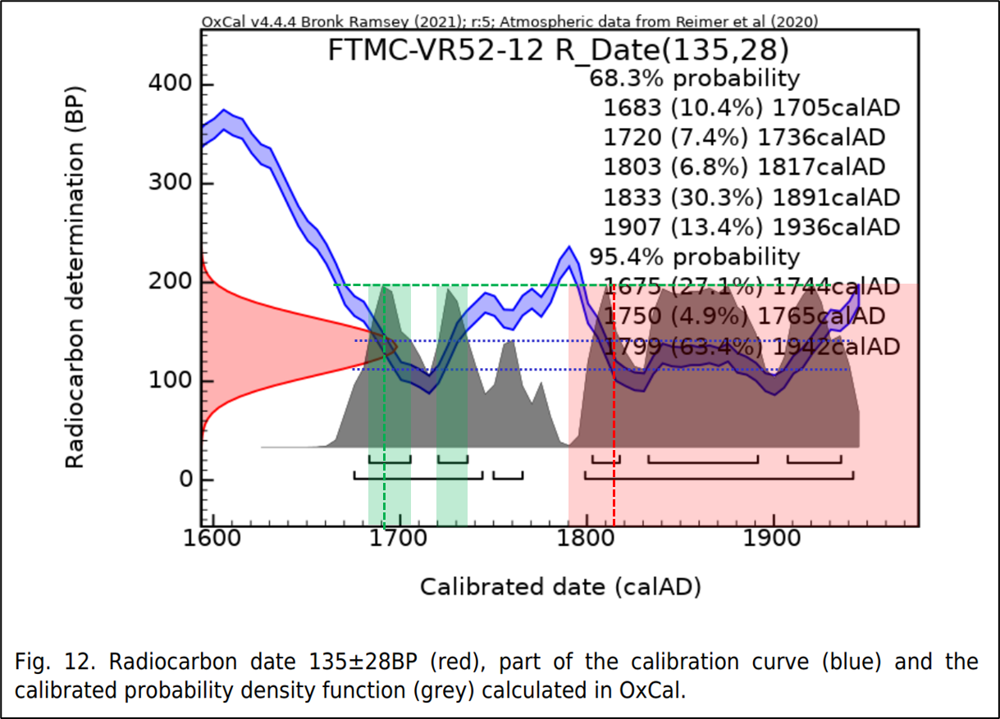 OxCal v4.4.4 Bronk Ramsey (2021); r:5; Atmospheric data from Reimer et al (2020)
FTMC-VR52-12 R_Date(135,28)
68.3% probability
1683 (10.4%) 1705calAD
1720 (7.4%) 1736calAD
1803 (6.8%) 1817calAD
1833 (30.3%) 1891calAD
1907 (13.4%) 1936calAD
95.4% probability
1675 (27.1%) 1744calAD
1750 (4.9%) 1765calAD
1799 (63.4%) 1942calAD
Radiocarbon determination (BP)
400
300
200
100
0
1600 1700 1800 1900
Calibrated date (calAD)
Fig. 12. Radiocarbon date 135±28BP (red), part of the calibration curve (blue) and the
calibrated probability density function (grey) calculated in OxCal.